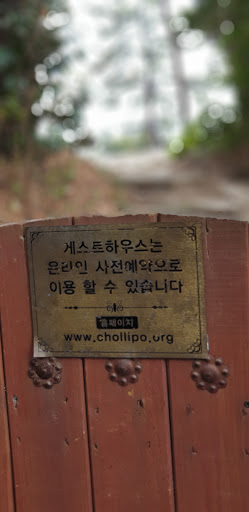 게스트하우스는
온라인 사전예약으로
이용 할 수 있습니다
홈페이지
www.chollipo.org